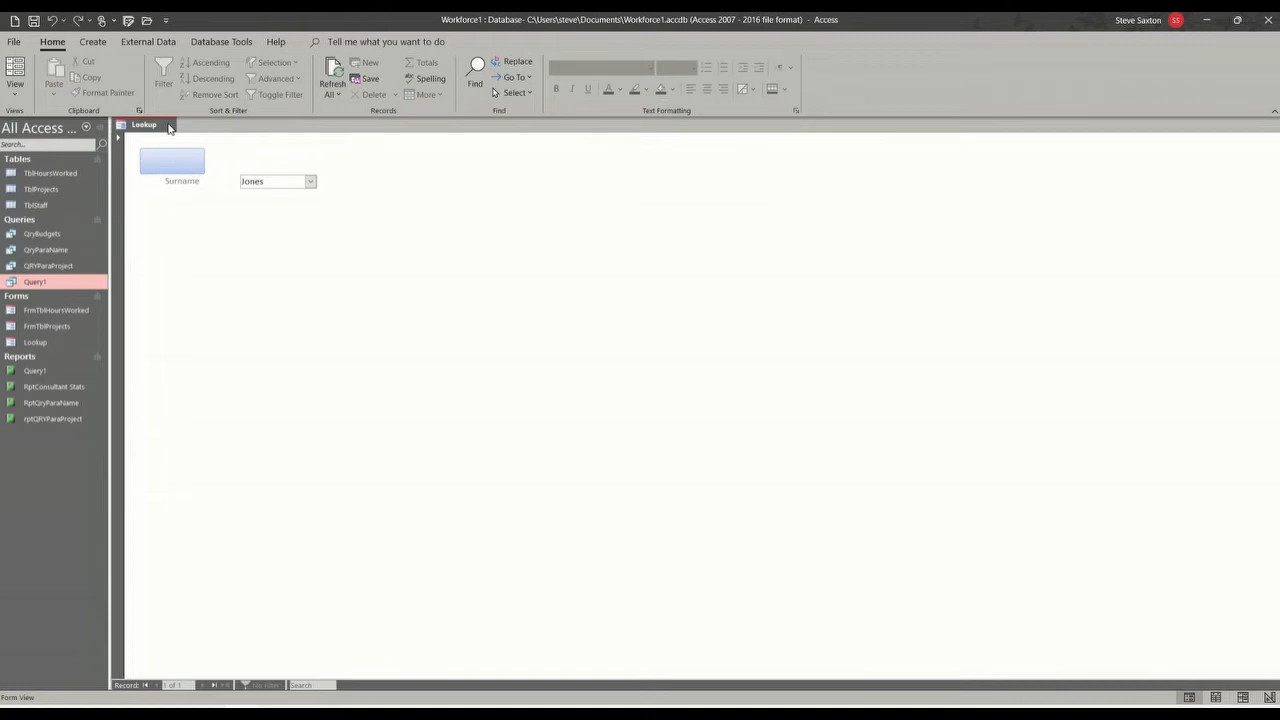 Workforce1 : Database- C:\Users\steve\Documents\Workforce1.accdb (Access 2007 - 2016 file format) - Access
Steve Saxton SS
File Home Create External Data Database Tools Help Tell me what you want to do
View
Views
Paste
Cut
Copy
Format Painter
Clipboard
Filter
Ascending
Descending
Remove Sort
Selection
Advanced
Toggle Filter
Sort & Filter
Refresh
All
New
Save
Delete
Totals
Spelling
More
Records
Find
Replace
Go To
Select
Find
B I U A
Text Formatting
All Access ...
Search...
Tables
TblHoursWorked
TblProjects
TblStaff
Queries
QryBudgets
QryParaName
QRYParaProject
Query1
Forms
FrmTblHoursWorked
FrmTblProjects
Lookup
Reports
Query1
RptConsultant Stats
RptQryParaName
rptQRYParaProject
Lookup
Surname Jones
Record: 1 of 1 No Filter Search
Form View